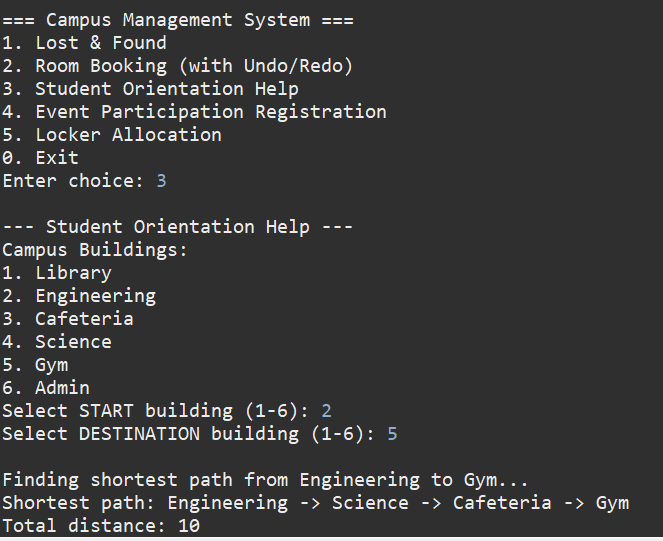 === Campus Management System ===
1. Lost & Found
2. Room Booking (with Undo/Redo)
3. Student Orientation Help
4. Event Participation Registration
5. Locker Allocation
0. Exit
Enter choice: 3

--- Student Orientation Help ---
Campus Buildings:
1. Library
2. Engineering
3. Cafeteria
4. Science
5. Gym
6. Admin
Select START building (1-6): 2
Select DESTINATION building (1-6): 5

Finding shortest path from Engineering to Gym...
Shortest path: Engineering -> Science -> Cafeteria -> Gym
Total distance: 10